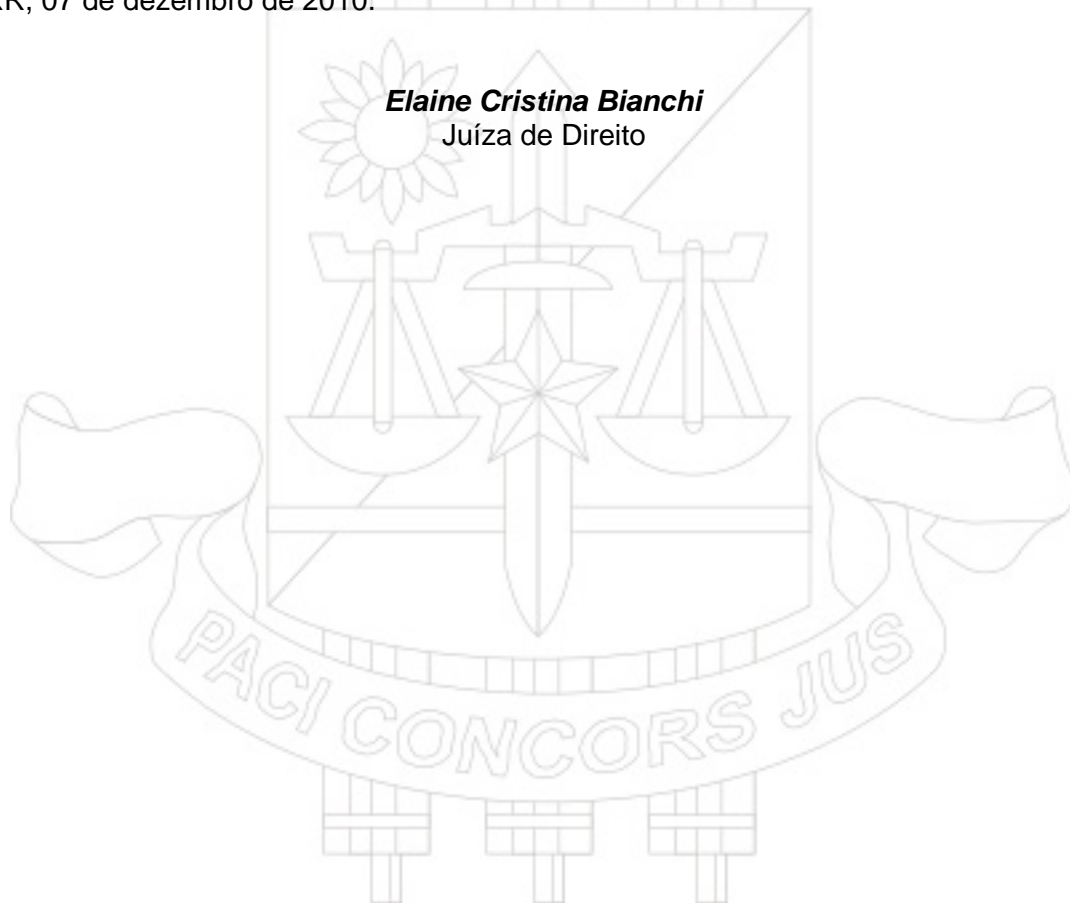 RR, 07 de dezembro de 2010.
Elaine Cristina Bianchi
Juíza de Direito
PACI CONCORS JUS